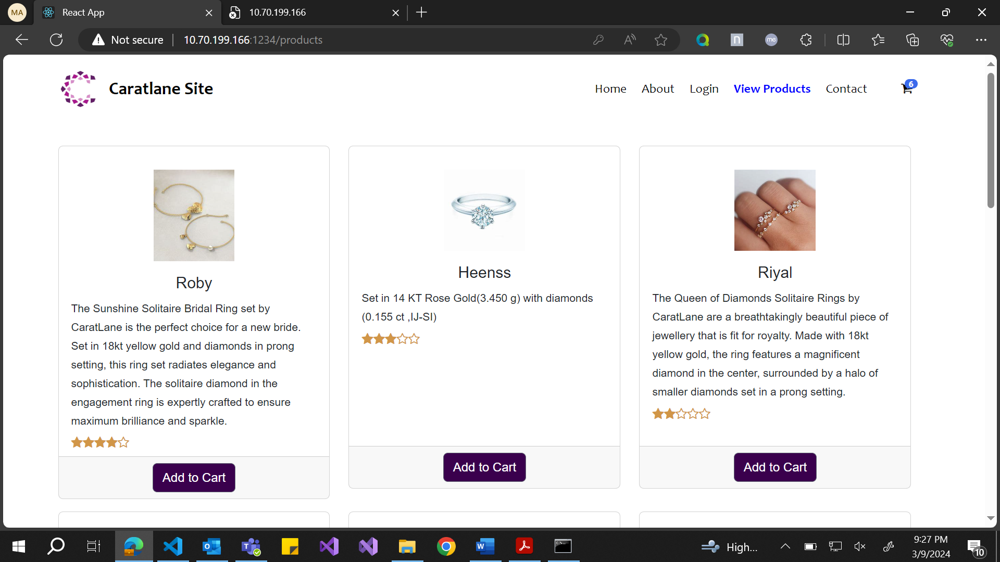 MA
React App
10.70.199.166
Not secure
10.70.199.166:1234/products
A
n
me
Caratlane Site
Home
About
Login
View Products
Contact
6
Roby
The Sunshine Solitaire Bridal Ring set by
CaratLane is the perfect choice for a new bride.
Set in 18kt yellow gold and diamonds in prong
setting, this ring set radiates elegance and
sophistication. The solitaire diamond in the
engagement ring is expertly crafted to ensure
maximum brilliance and sparkle.
Add to Cart
Heenss
Set in 14 KT Rose Gold(3.450 g) with diamonds
(0.155 ct ,IJ-SI)
Add to Cart
Riyal
The Queen of Diamonds Solitaire Rings by
CaratLane are a breathtakingly beautiful piece of
jewellery that is fit for royalty. Made with 18kt
yellow gold, the ring features a magnificent
diamond in the center, surrounded by a halo of
smaller diamonds set in a prong setting.
Add to Cart
High...
9:27 PM
3/9/2024
10